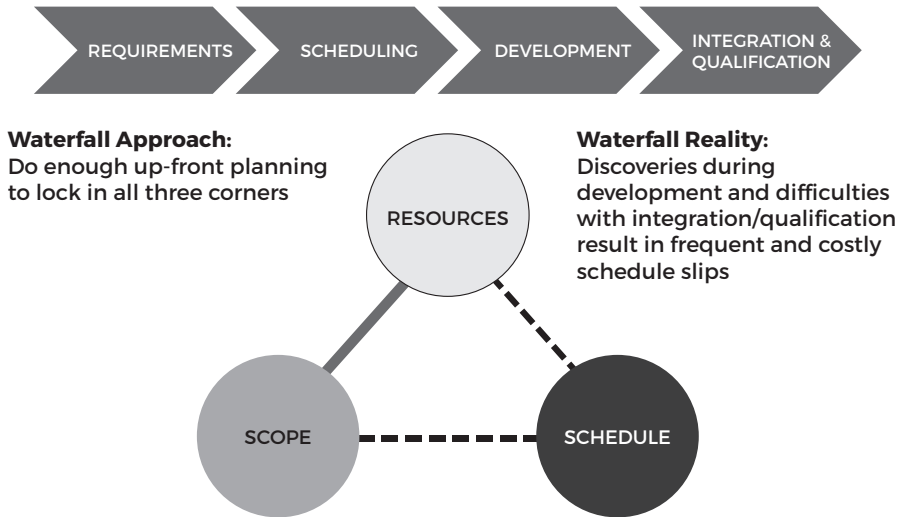 REQUIREMENTS
SCHEDULING
DEVELOPMENT
INTEGRATION &
QUALIFICATION
Waterfall Approach:
Do enough up-front planning
to lock in all three corners
Waterfall Reality:
Discoveries during
development and difficulties
with integration/qualification
result in frequent and costly
schedule slips
RESOURCES
SCOPE
SCHEDULE